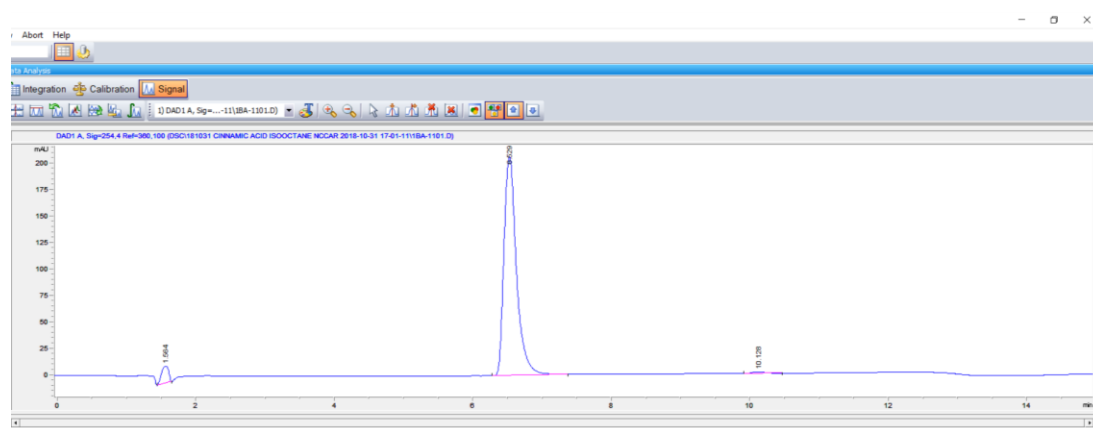 Abort Help
ata Analysis
Integration Calibration Signal
1) DAD1 A, Sig=...-11\1BA-1101.D)
DAD1 A, Sig=254,4 Ref=360,100 (DSC\181031 CINNAMIC ACID ISOOCTANE NCCAR 2018-10-31 17-01-11\1BA-1101.D)
mAU
200
175
150
125
100
75
50
25
0
1.564
6.529
10.128
0 2 4 6 8 10 12 14 min